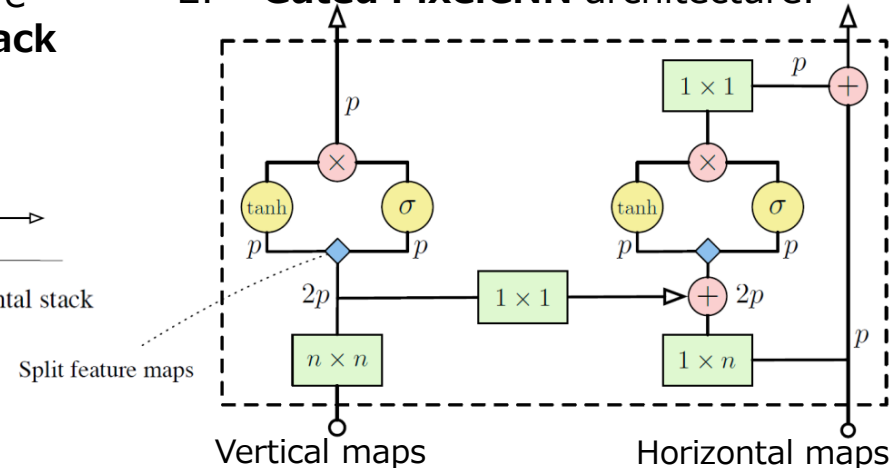 ack
2. Gated PixelCNN architecture.
p
p
1 × 1
+
×
×
tanh
σ
tanh
σ
p
p
p
p
2p
1 × 1
+
2p
ntal stack
n × n
1 × n
p
Split feature maps
Vertical maps
Horizontal maps